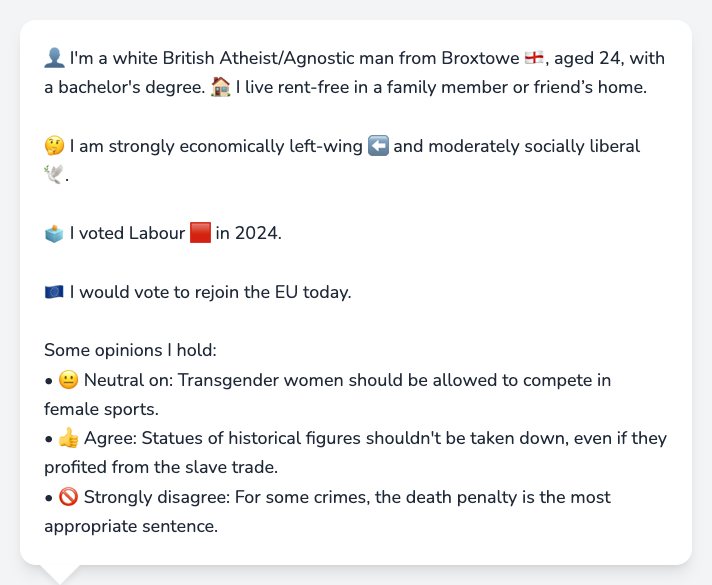 👤 I'm a white British Atheist/Agnostic man from Broxtowe 🏴󠁧󠁢󠁥󠁮󠁧󠁿, aged 24, with
a bachelor's degree. 🏠 I live rent-free in a family member or friend’s home.
🤔 I am strongly economically left-wing ⬅️ and moderately socially liberal
🕊️.
🗳️ I voted Labour 🟥 in 2024.
🇪🇺 I would vote to rejoin the EU today.
Some opinions I hold:
• 😐 Neutral on: Transgender women should be allowed to compete in
female sports.
• 👍 Agree: Statues of historical figures shouldn't be taken down, even if they
profited from the slave trade.
• 🚫 Strongly disagree: For some crimes, the death penalty is the most
appropriate sentence.